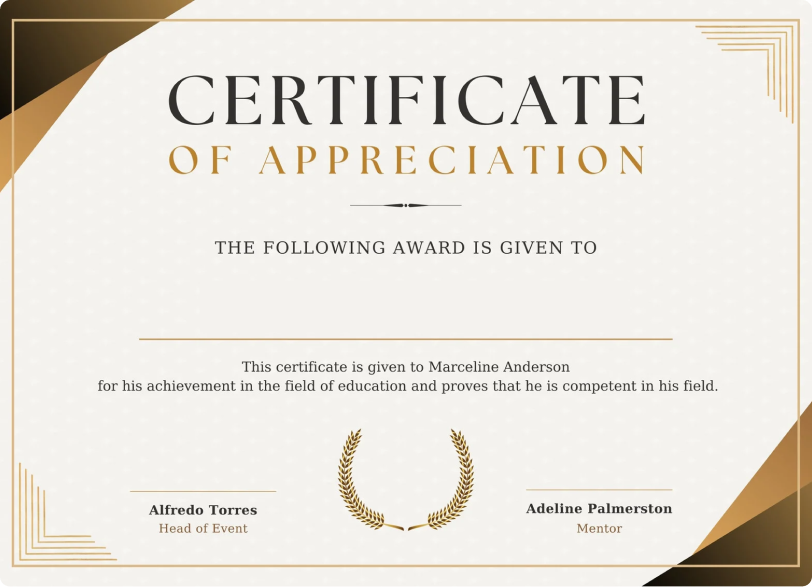 CERTIFICATE
OF APPRECIATION
THE FOLLOWING AWARD IS GIVEN TO
This certificate is given to Marceline Anderson
for his achievement in the field of education and proves that he is competent in his field.
Alfredo Torres
Head of Event
Adeline Palmerston
Mentor